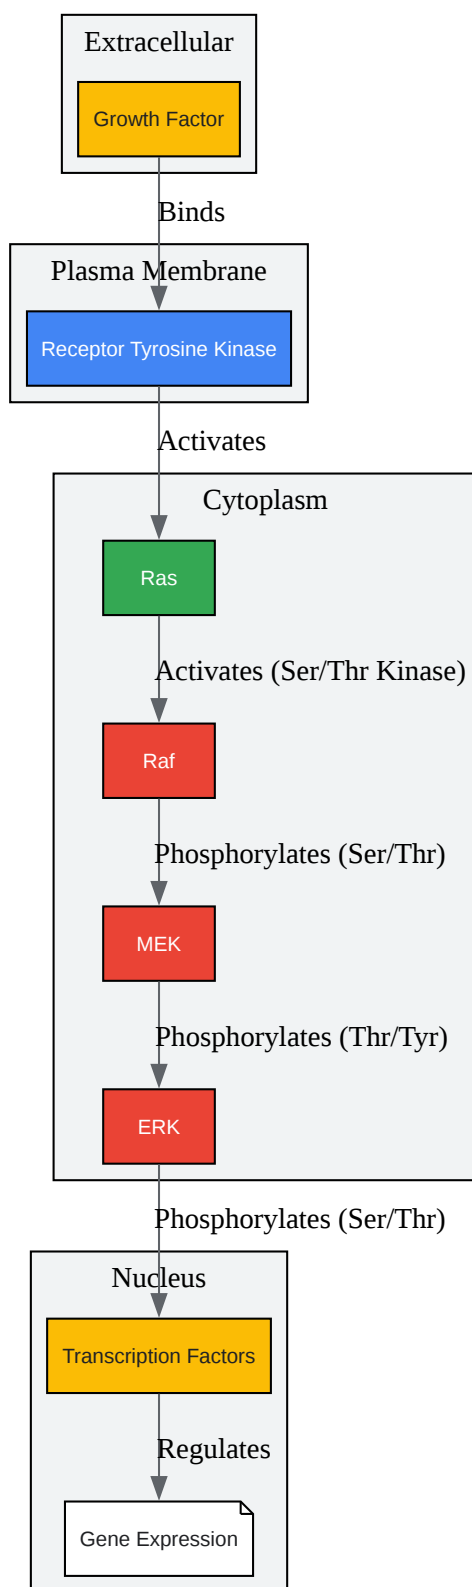 Extracellular
Growth Factor
Binds
Plasma Membrane
Receptor Tyrosine Kinase
Activates
Cytoplasm
Ras
Activates (Ser/Thr Kinase)
Raf
Phosphorylates (Ser/Thr)
MEK
Phosphorylates (Thr/Tyr)
ERK
Phosphorylates (Ser/Thr)
Nucleus
Transcription Factors
Regulates
Gene Expression